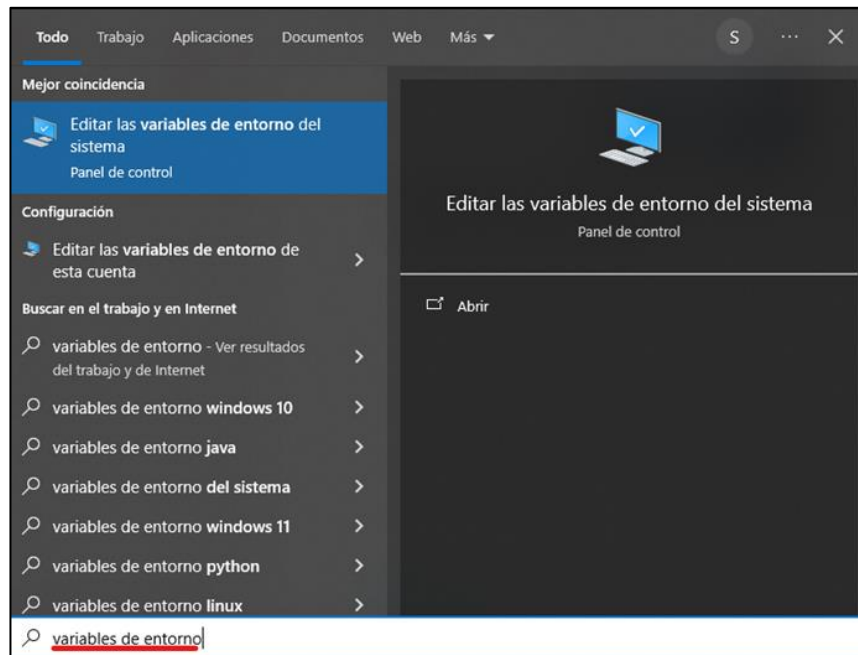 Todo Trabajo Aplicaciones Documentos Web Más S ...
Mejor coincidencia
Editar las variables de entorno del
sistema
Panel de control
Configuración
Editar las variables de entorno de
esta cuenta
Buscar en el trabajo y en Internet
variables de entorno - Ver resultados
del trabajo y de Internet
variables de entorno windows 10
variables de entorno java
variables de entorno del sistema
variables de entorno windows 11
variables de entorno python
variables de entorno linux
Editar las variables de entorno del sistema
Panel de control
Abrir
variables de entorno